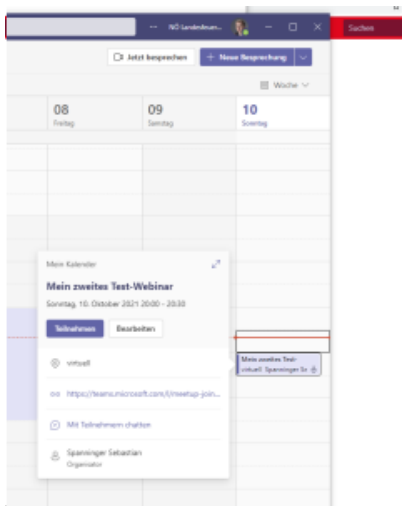 NÖ Landesfeuer...
Suchen
Jetzt besprechen
+ Neue Besprechung
Woche
08
Freitag
09
Samstag
10
Sonntag
Mein Kalender
Mein zweites Test-Webinar
Sonntag, 10. Oktober 2021 20:00 - 20:30
Teilnehmen
Bearbeiten
virtuell
https://teams.microsoft.com/l/meetup-join...
Mit Teilnehmern chatten
Spanninger Sebastian
Organisator
Mein zweites Test-
virtuell Spanninger Se